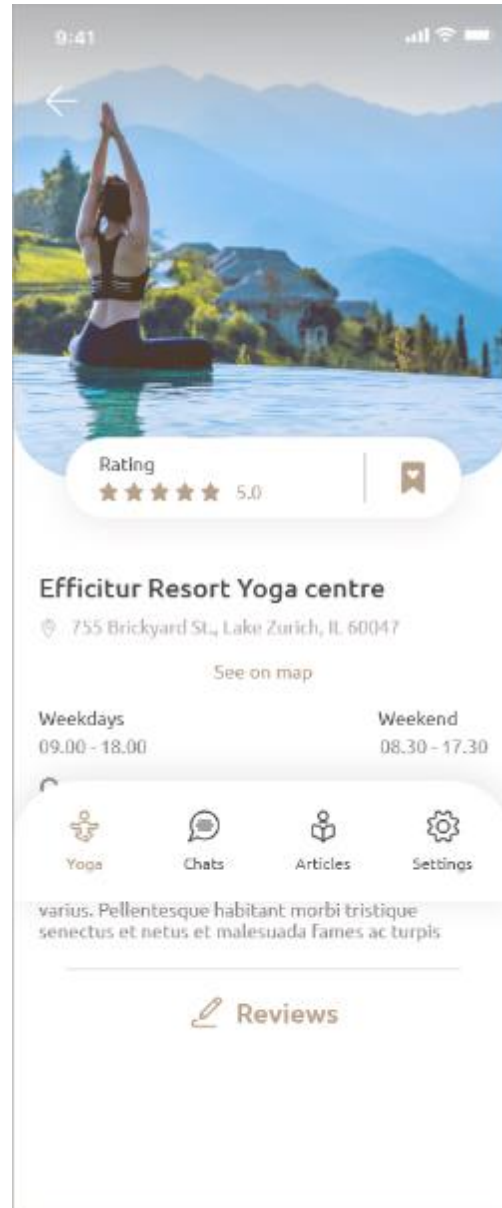 9:41
Rating
5.0
Efficitur Resort Yoga centre
755 Brickyard St., Lake Zurich, IL 60047
See on map
Weekdays Weekend
09.00 - 18.00 08.30 - 17.30
Yoga Chats Articles Settings
varius. Pellentesque habitant morbi tristique
senectus et netus et malesuada fames ac turpis
Reviews